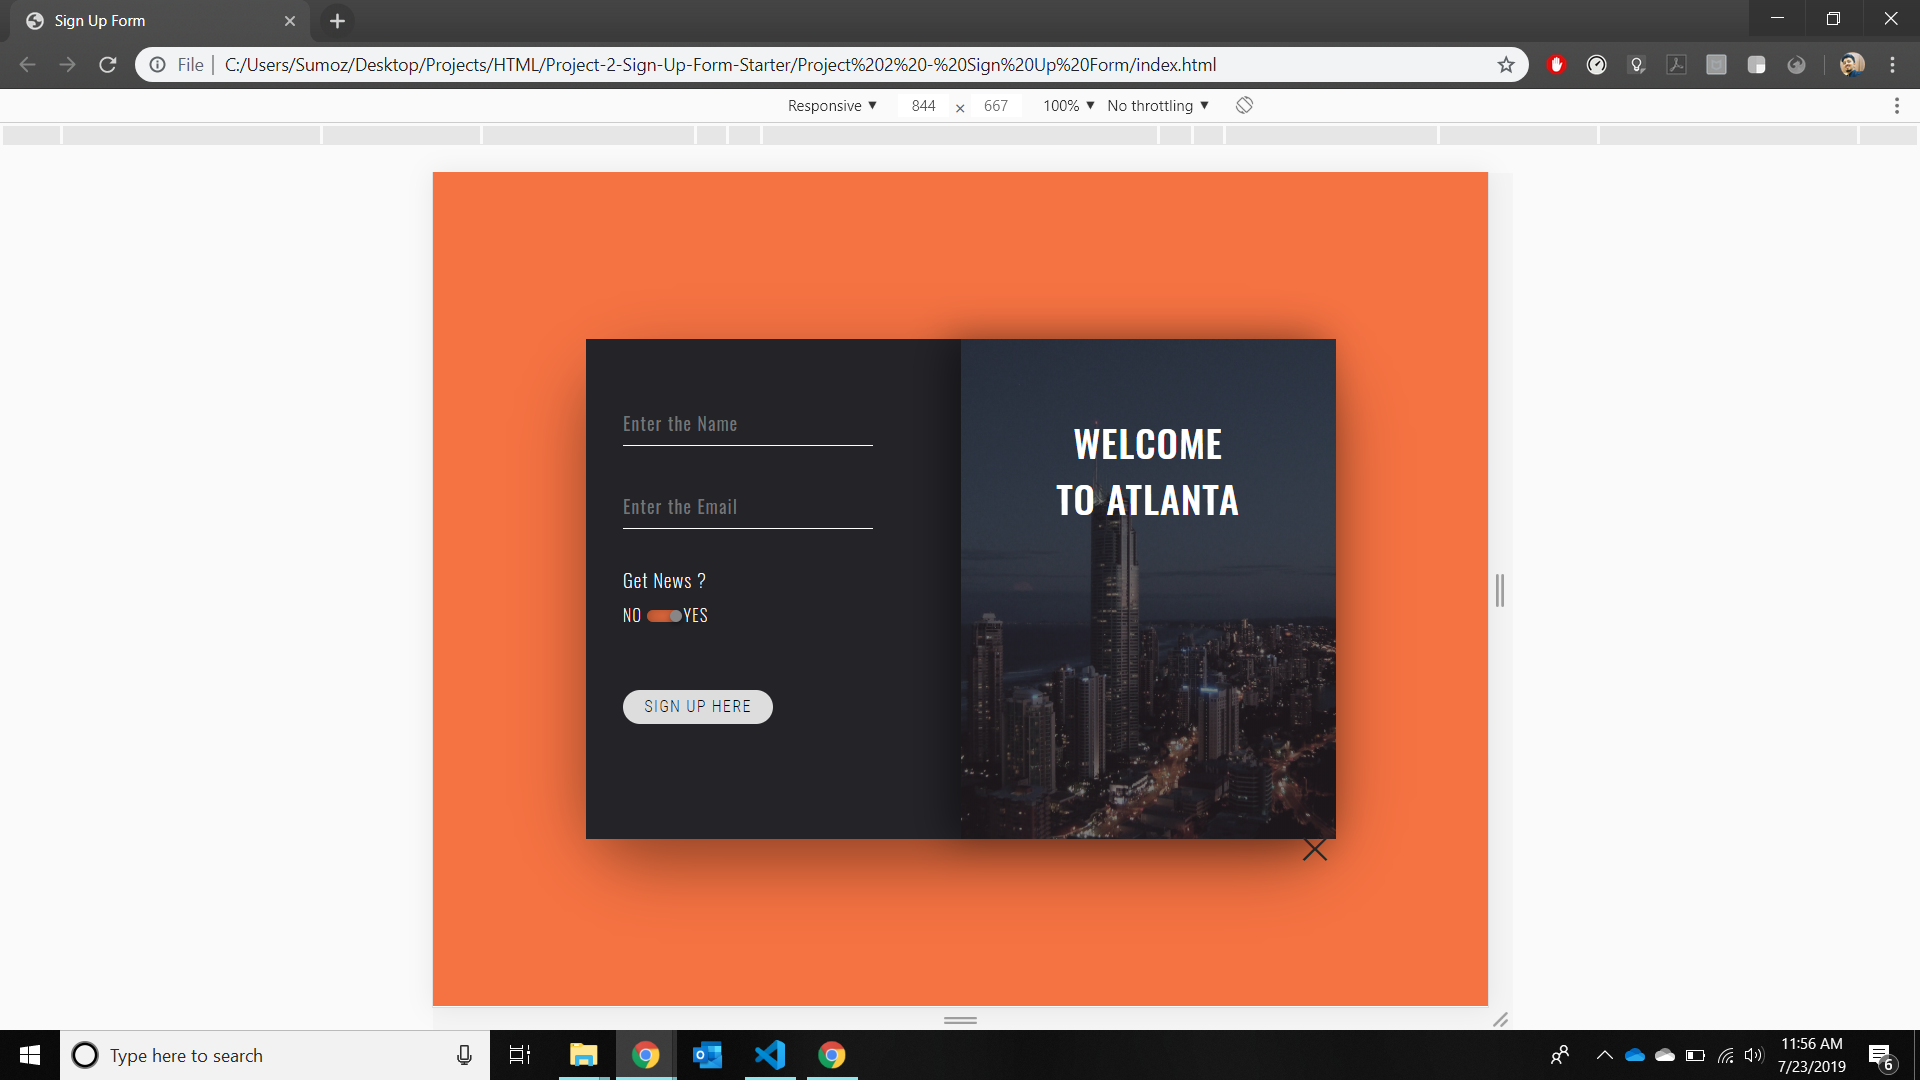 Sign Up Form
File
C:/Users/Sumoz/Desktop/Projects/HTML/Project-2-Sign-Up-Form-Starter/Project%202%20-%20Sign%20Up%20Form/index.html
Responsive ▼ 844 × 667 100% ▼ No throttling ▼
WELCOME
TO ATLANTA
Enter the Name
Enter the Email
Get News ?
NO YES
SIGN UP HERE
Type here to search
11:56 AM
7/23/2019
6